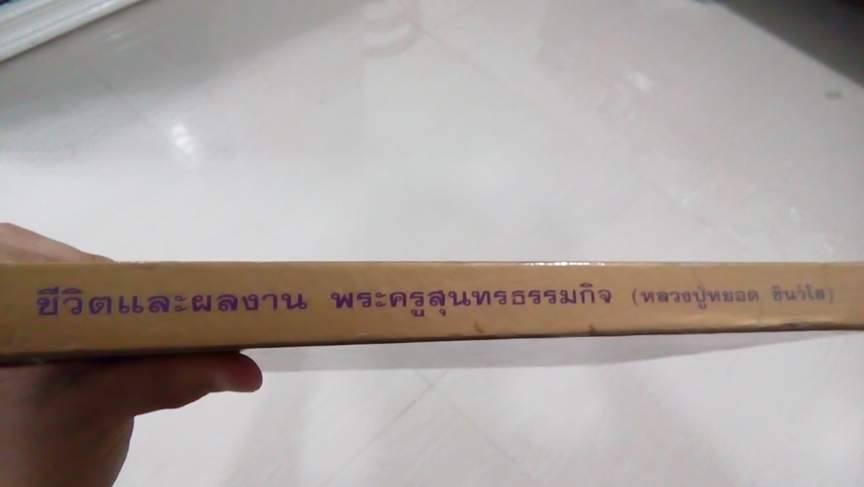 ชีวิตและผลงาน พระครูสุนทรธรรมกิจ (หลวงปู่หยอด ชินวํโส)